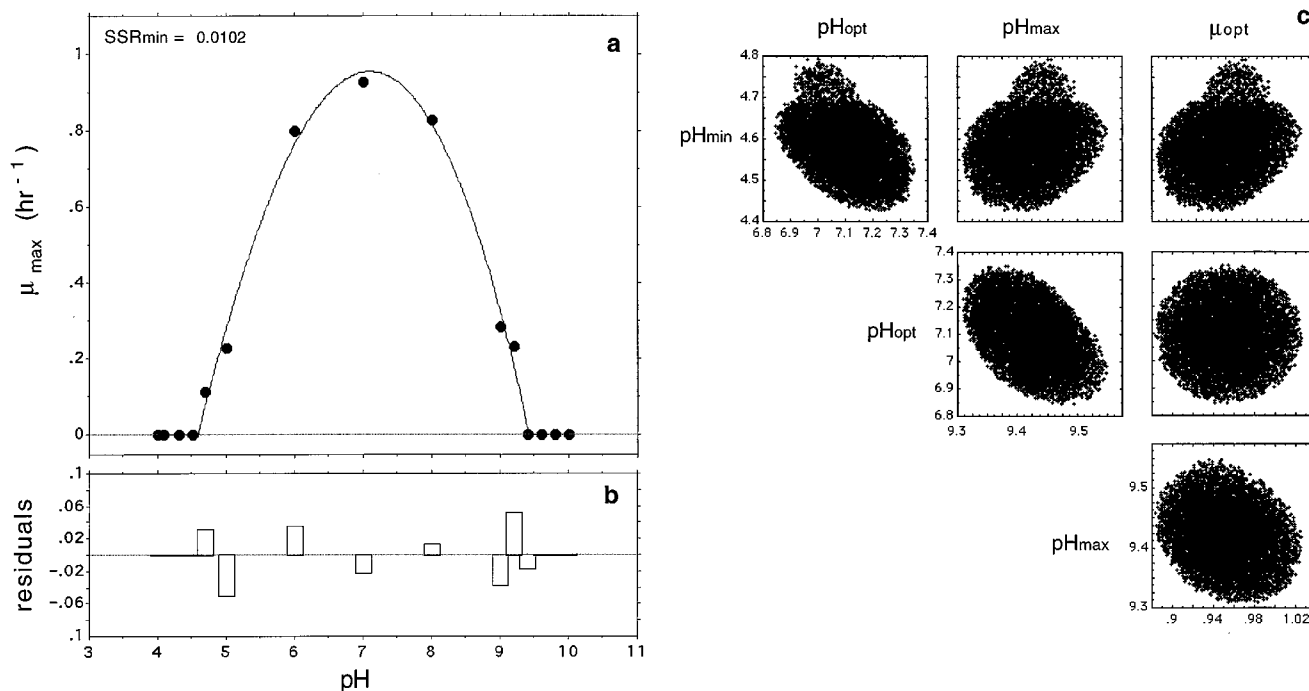 SSRmin = 0.0102
a
1
.8
.6
.4
.2
0
μ max (hr -1)
b
.1
.06
0.02
-0.02
-.06
.1
residuals
3 4 5 6 7 8 9 10 11
pH
c
pHopt
pHmax
μopt
pHmin
4.8
4.7
4.6
4.5
4.4
6.8 6.9 7 7.1 7.2 7.3 7.4
pHopt
7.4
7.3
7.2
7.1
7
6.9
6.8
9.3 9.4 9.5
pHmax
9.5
9.4
9.3
.9 .94 .98 1.02